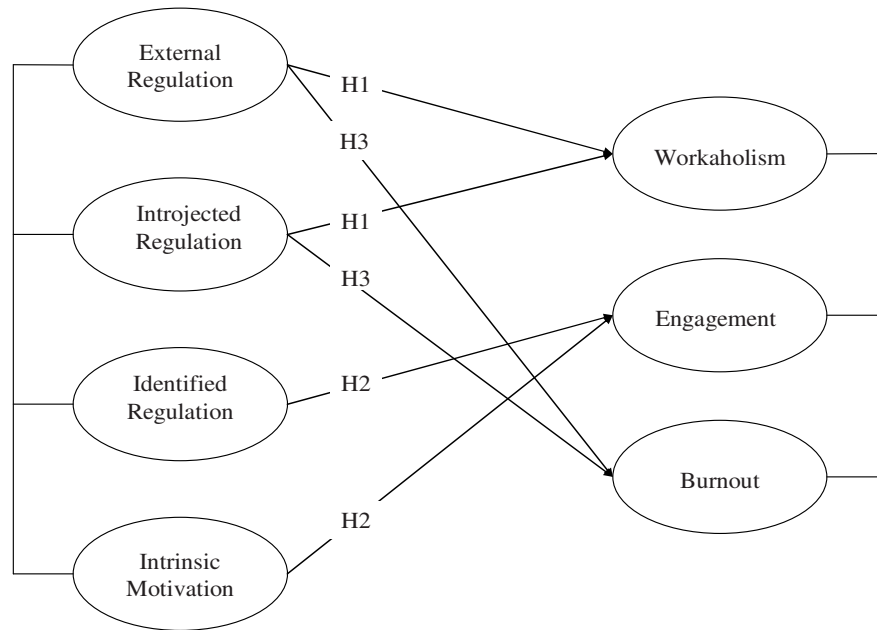 External
Regulation
H1
H3
Workaholism
Introjected
Regulation
H1
H3
Engagement
Identified
Regulation
H2
Burnout
H2
Intrinsic
Motivation